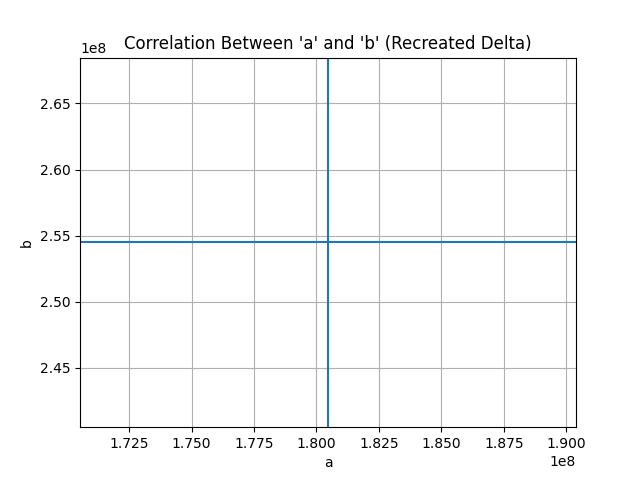 Correlation Between 'a' and 'b' (Recreated Delta)
1e8
2.65
2.60
2.55
2.50
2.45
b
1.725 1.750 1.775 1.800 1.825 1.850 1.875 1.900
a
1e8